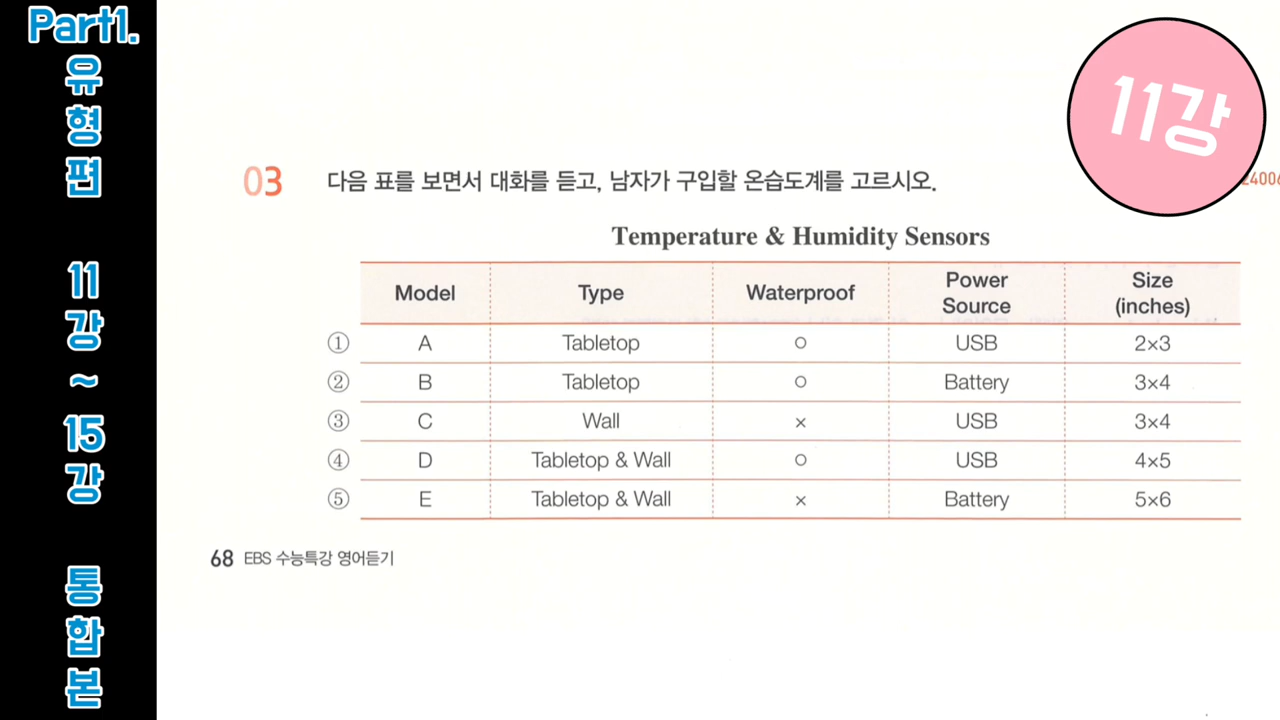 Part1.
유
형
편
11
강
~
15
강
통
합
본
11강
03 다음 표를 보면서 대화를 듣고, 남자가 구입할 온습도계를 고르시오.
Temperature & Humidity Sensors
Model Type Waterproof Power Source Size (inches)
① A Tabletop ○ USB 2×3
② B Tabletop ○ Battery 3×4
③ C Wall × USB 3×4
④ D Tabletop & Wall ○ USB 4×5
⑤ E Tabletop & Wall × Battery 5×6
68 EBS 수능특강 영어듣기